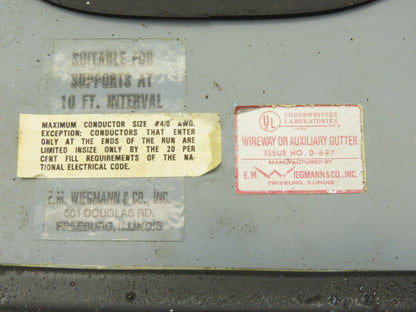 SUITABLE FOR
SUPPORTS AT
10 FT. INTERVAL
MAXIMUM CONDUCTOR SIZE #4/0 AWG.
EXCEPTION: CONDUCTORS THAT ENTER
ONLY AT THE ENDS OF THE RUN ARE
LIMITED INSIZE ONLY BY THE 20 PER
CENT FILL REQUIREMENTS OF THE NA-
TIONAL ELECTRICAL CODE.
E.M. WIEGMANN & CO., INC.
501 DOUGLAS RD.
FREEBURG, ILLINOIS
UL
UNDERWRITERS
LABORATORIES
WIREWAY OR AUXILIARY GUTTER
ISSUE NO. D-697
MANUFACTURED BY
E.M. WIEGMANN & CO., INC.
FREEBURG, ILLINOIS